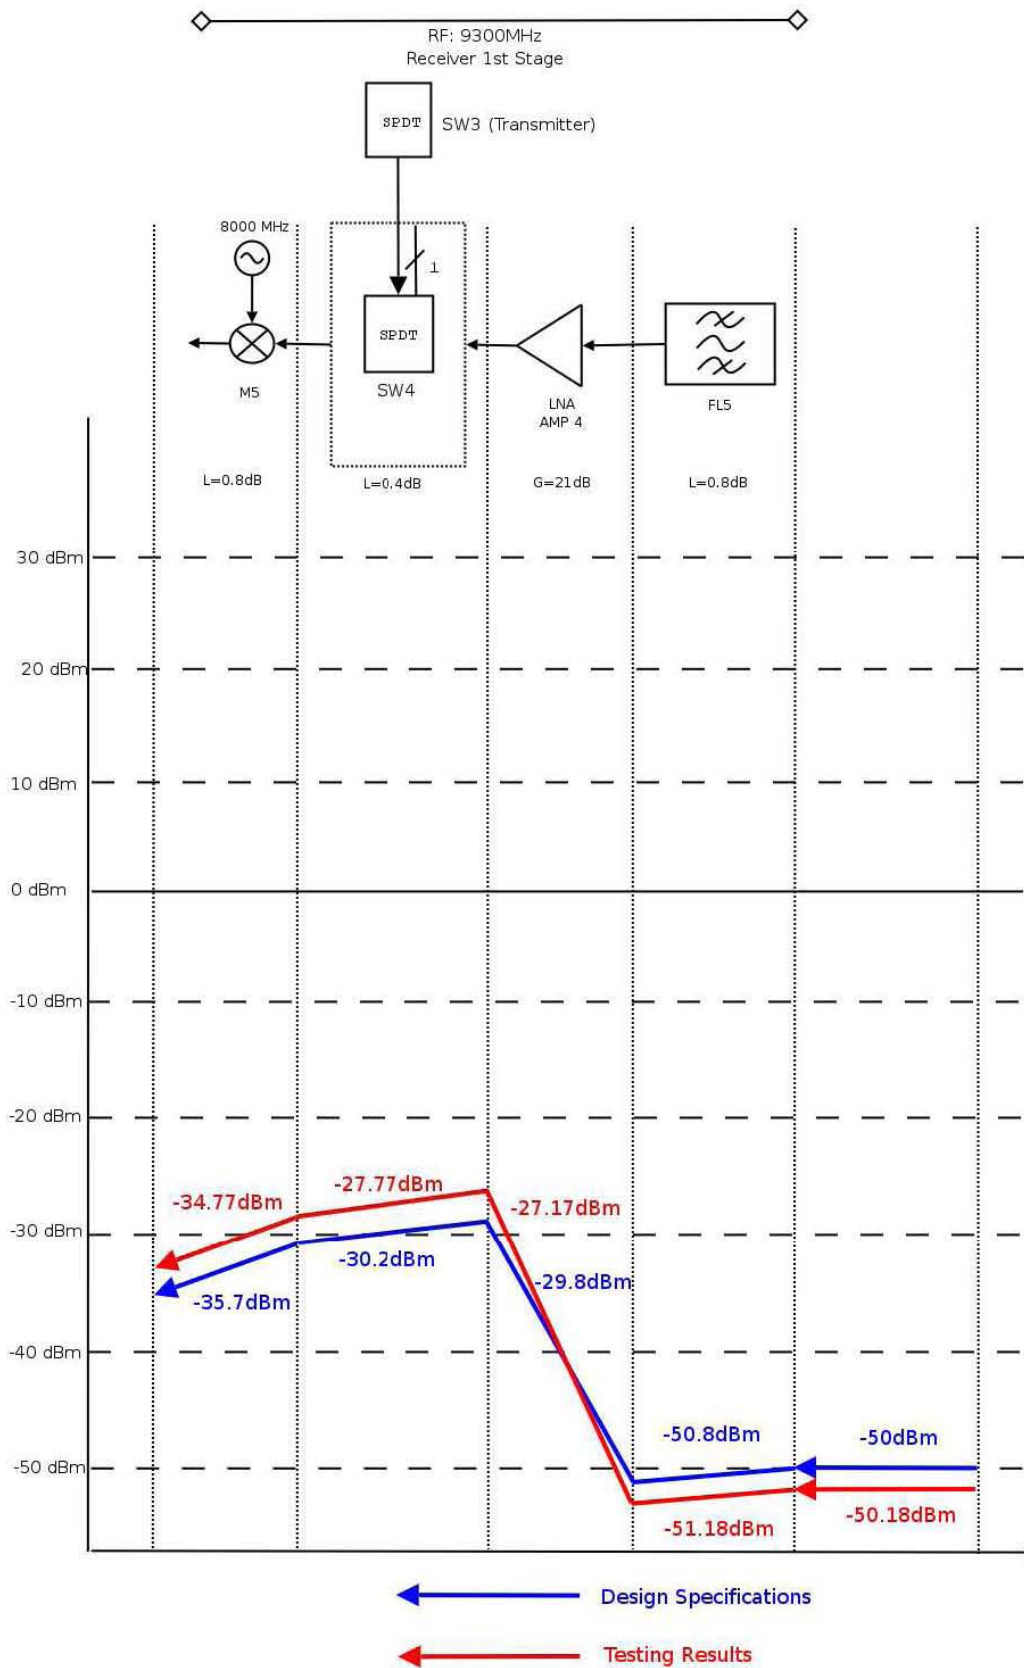 RF: 9300MHz
Receiver 1st Stage
SPDT
SW3 (Transmitter)
8000 MHz
1
SPDT
SW4
M5
LNA
AMP 4
FL5
L=0.8dB
L=0.4dB
G=21dB
L=0.8dB
30 dBm
20 dBm
10 dBm
0 dBm
-10 dBm
-20 dBm
-30 dBm
-40 dBm
-50 dBm
-34.77dBm
-27.77dBm
-27.17dBm
-30.2dBm
-29.8dBm
-35.7dBm
-50.8dBm
-50dBm
-51.18dBm
-50.18dBm
Design Specifications
Testing Results